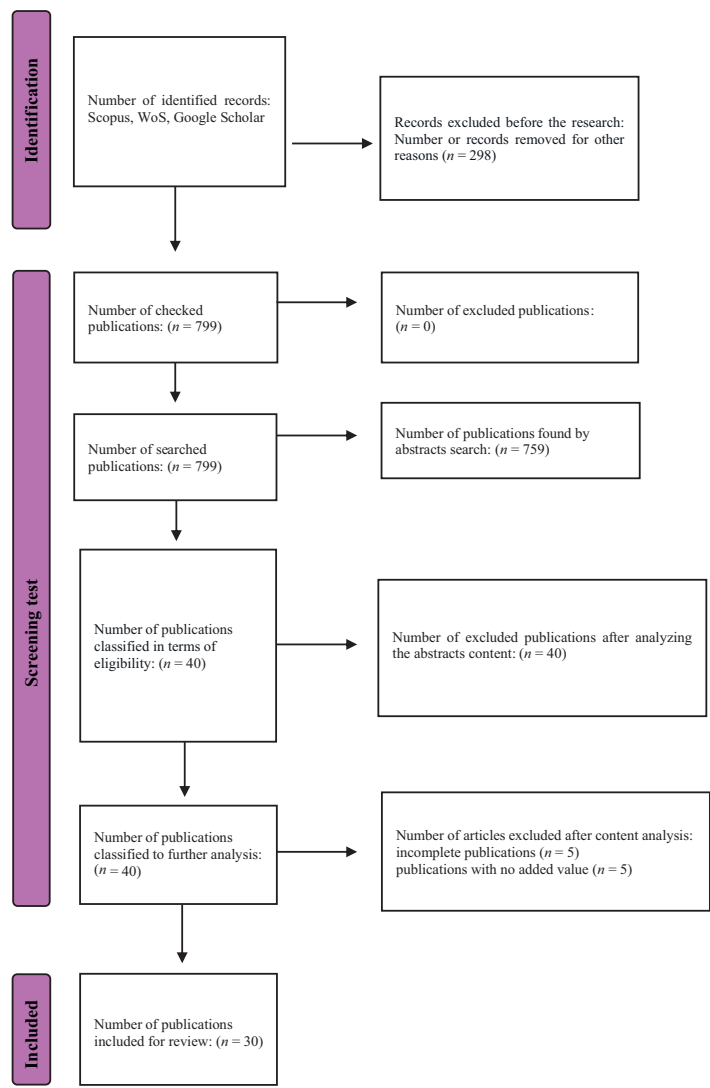 Identification
Number of identified records:
Scopus, WoS, Google Scholar
Records excluded before the research:
Number or records removed for other
reasons (n = 298)
Screening test
Number of checked
publications: (n = 799)
Number of excluded publications:
(n = 0)
Number of searched
publications: (n = 799)
Number of publications found by
abstracts search: (n = 759)
Number of publications
classified in terms of
eligibility: (n = 40)
Number of excluded publications after analyzing
the abstracts content: (n = 40)
Number of publications
classified to further analysis:
(n = 40)
Number of articles excluded after content analysis:
incomplete publications (n = 5)
publications with no added value (n = 5)
Included
Number of publications
included for review: (n = 30)